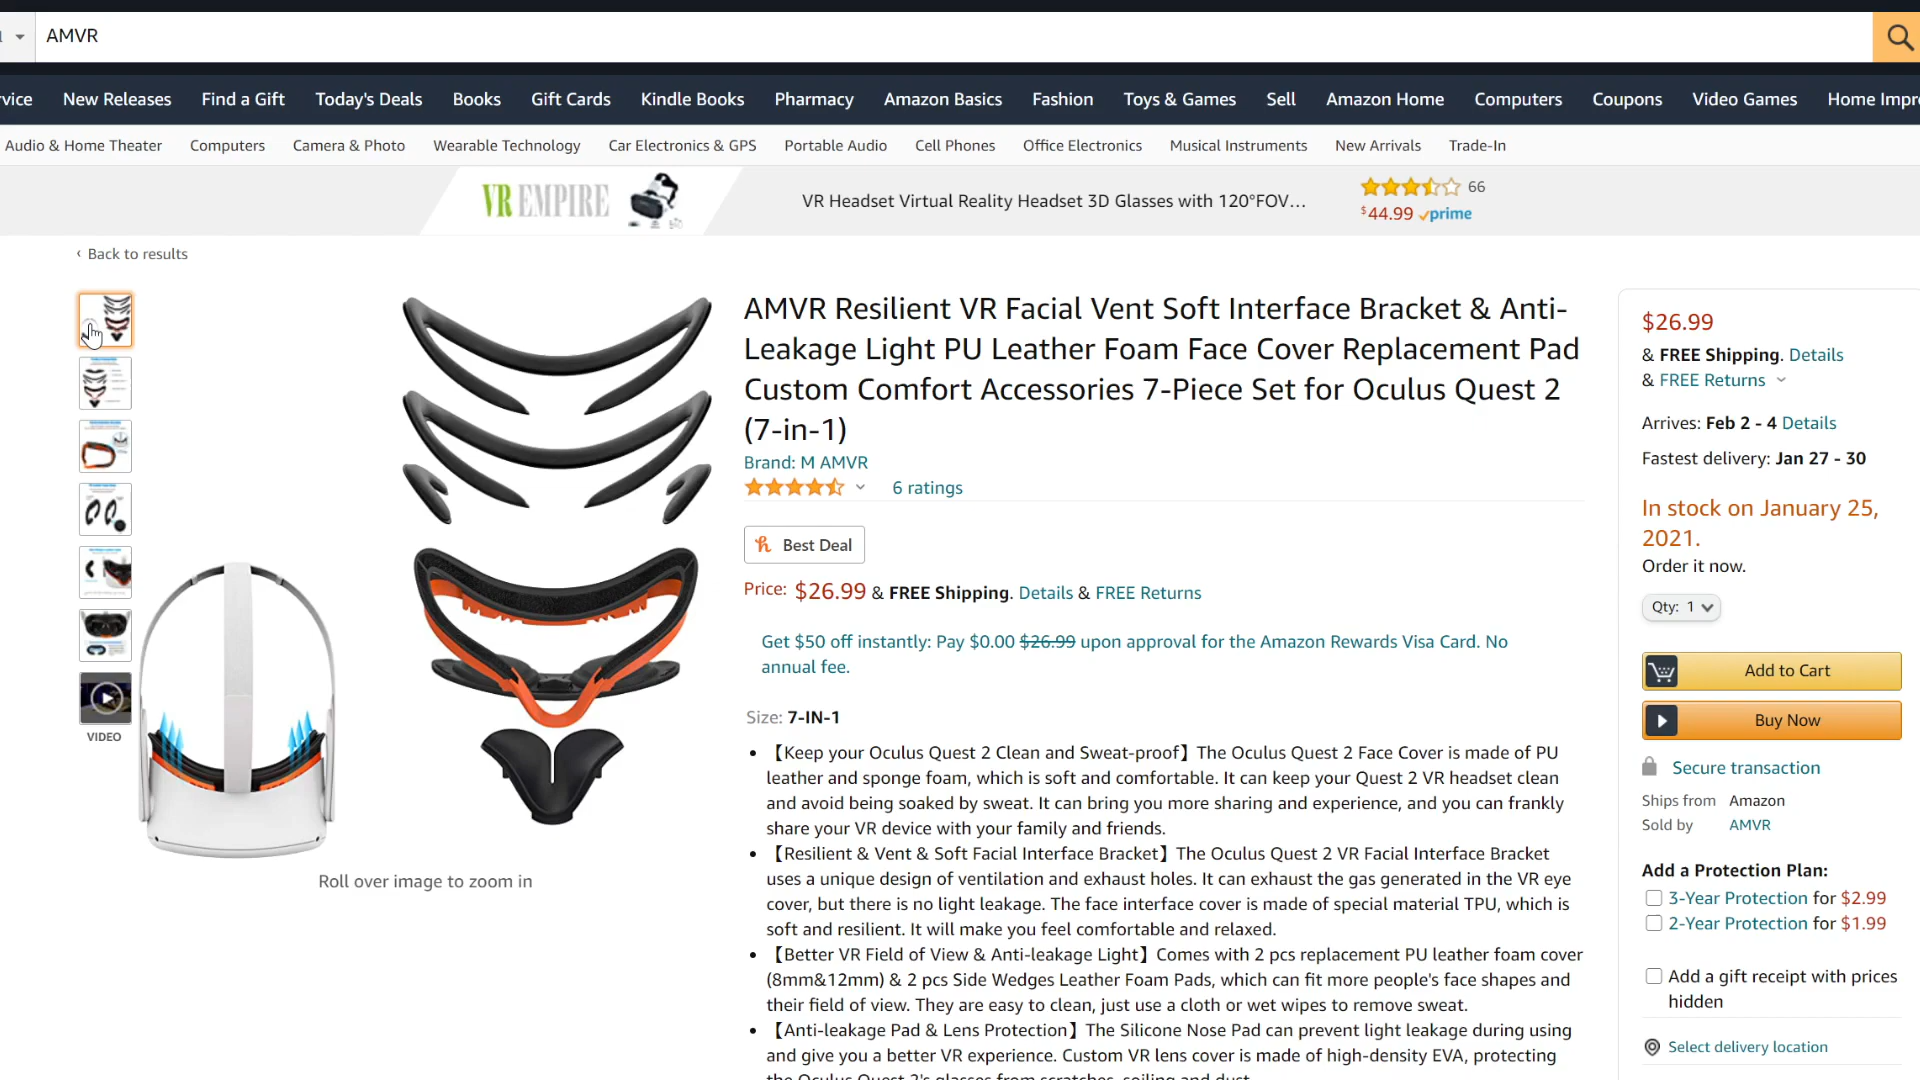 AMVR
vice New Releases Find a Gift Today's Deals Books Gift Cards Kindle Books Pharmacy Amazon Basics Fashion Toys & Games Sell Amazon Home Computers Coupons Video Games Home Impr
Audio & Home Theater Computers Camera & Photo Wearable Technology Car Electronics & GPS Portable Audio Cell Phones Office Electronics Musical Instruments New Arrivals Trade-In
VR EMPIRE
VR Headset Virtual Reality Headset 3D Glasses with 120°FOV...
66
$44.99 prime
‹ Back to results
VIDEO
Roll over image to zoom in
AMVR Resilient VR Facial Vent Soft Interface Bracket & Anti-
Leakage Light PU Leather Foam Face Cover Replacement Pad
Custom Comfort Accessories 7-Piece Set for Oculus Quest 2
(7-in-1)
Brand: M AMVR
6 ratings
Best Deal
Price: $26.99 & FREE Shipping. Details & FREE Returns
Get $50 off instantly: Pay $0.00 $26.99 upon approval for the Amazon Rewards Visa Card. No
annual fee.
Size: 7-IN-1
• 【Keep your Oculus Quest 2 Clean and Sweat-proof】The Oculus Quest 2 Face Cover is made of PU
leather and sponge foam, which is soft and comfortable. It can keep your Quest 2 VR headset clean
and avoid being soaked by sweat. It can bring you more sharing and experience, and you can frankly
share your VR device with your family and friends.
• 【Resilient & Vent & Soft Facial Interface Bracket】The Oculus Quest 2 VR Facial Interface Bracket
uses a unique design of ventilation and exhaust holes. It can exhaust the gas generated in the VR eye
cover, but there is no light leakage. The face interface cover is made of special material TPU, which is
soft and resilient. It will make you feel comfortable and relaxed.
• 【Better VR Field of View & Anti-leakage Light】Comes with 2 pcs replacement PU leather foam cover
(8mm&12mm) & 2 pcs Side Wedges Leather Foam Pads, which can fit more people's face shapes and
their field of view. They are easy to clean, just use a cloth or wet wipes to remove sweat.
• 【Anti-leakage Pad & Lens Protection】The Silicone Nose Pad can prevent light leakage during using
and give you a better VR experience. Custom VR lens cover is made of high-density EVA, protecting
the Oculus Quest 2's glasses from scratches, soiling and dust.
$26.99
& FREE Shipping. Details
& FREE Returns
Arrives: Feb 2 - 4 Details
Fastest delivery: Jan 27 - 30
In stock on January 25,
2021.
Order it now.
Qty: 1
Add to Cart
Buy Now
Secure transaction
Ships from Amazon
Sold by AMVR
Add a Protection Plan:
3-Year Protection for $2.99
2-Year Protection for $1.99
Add a gift receipt with prices
hidden
Select delivery location